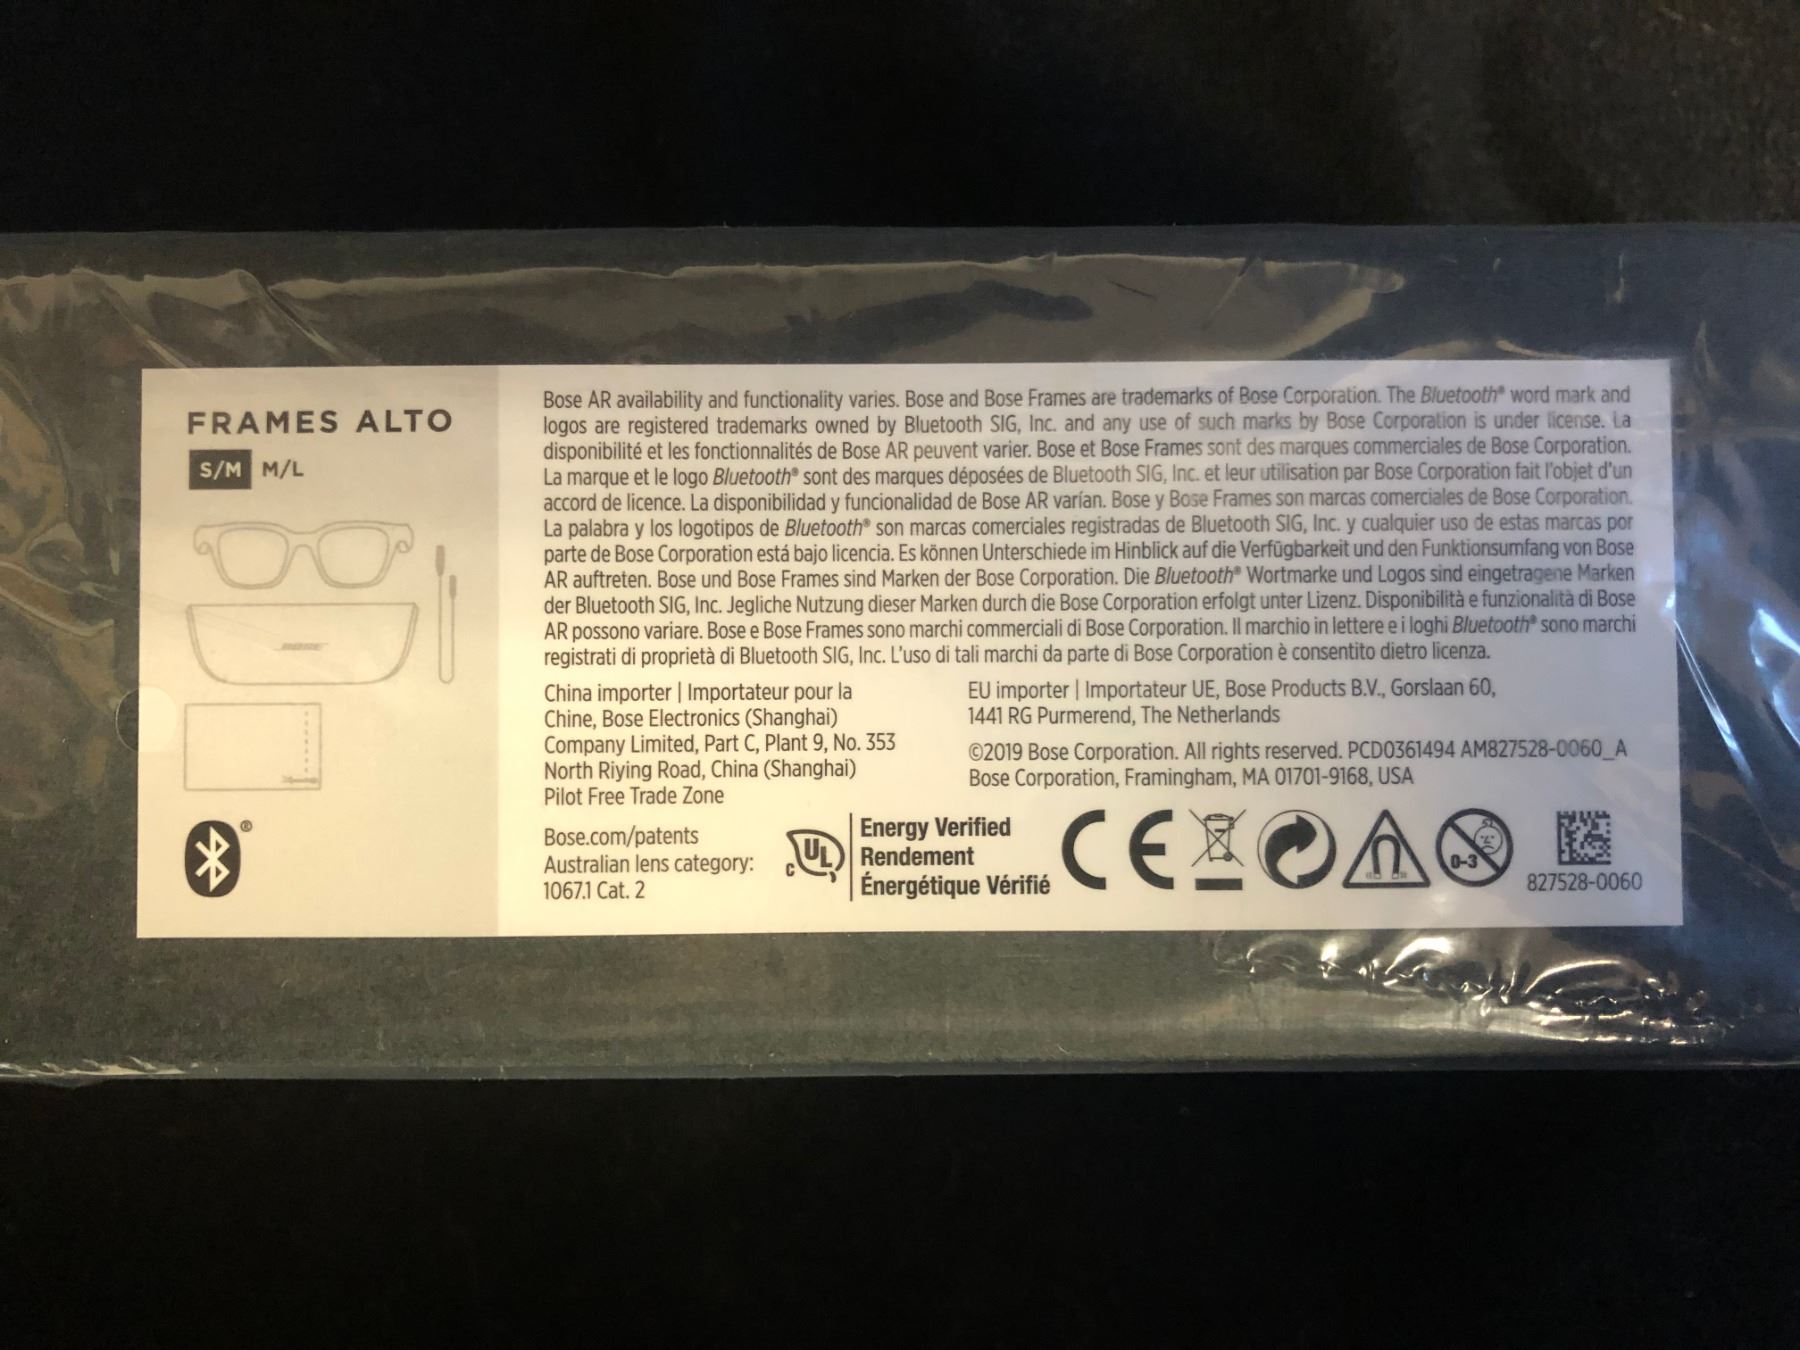 FRAMES ALTO
S/M M/L
BOSE
Bose AR availability and functionality varies. Bose and Bose Frames are trademarks of Bose Corporation. The Bluetooth® word mark and
logos are registered trademarks owned by Bluetooth SIG, Inc. and any use of such marks by Bose Corporation is under license. La
disponibilité et les fonctionnalités de Bose AR peuvent varier. Bose et Bose Frames sont des marques commerciales de Bose Corporation.
La marque et le logo Bluetooth® sont des marques déposées de Bluetooth SIG, Inc. et leur utilisation par Bose Corporation fait l'objet d'un
accord de licence. La disponibilidad y funcionalidad de Bose AR varían. Bose y Bose Frames son marcas comerciales de Bose Corporation.
La palabra y los logotipos de Bluetooth® son marcas comerciales registradas de Bluetooth SIG, Inc. y cualquier uso de estas marcas por
parte de Bose Corporation está bajo licencia. Es können Unterschiede im Hinblick auf die Verfügbarkeit und den Funktionsumfang von Bose
AR auftreten. Bose und Bose Frames sind Marken der Bose Corporation. Die Bluetooth® Wortmarke und Logos sind eingetragene Marken
der Bluetooth SIG, Inc. Jegliche Nutzung dieser Marken durch die Bose Corporation erfolgt unter Lizenz. Disponibilità e funzionalità di Bose
AR possono variare. Bose e Bose Frames sono marchi commerciali di Bose Corporation. Il marchio in lettere e i loghi Bluetooth® sono marchi
registrati di proprietà di Bluetooth SIG, Inc. L'uso di tali marchi da parte di Bose Corporation è consentito dietro licenza.
China importer | Importateur pour la
Chine, Bose Electronics (Shanghai)
Company Limited, Part C, Plant 9, No. 353
North Riying Road, China (Shanghai)
Pilot Free Trade Zone
EU importer | Importateur UE, Bose Products B.V., Gorslaan 60,
1441 RG Purmerend, The Netherlands
©2019 Bose Corporation. All rights reserved. PCD0361494 AM827528-0060_A
Bose Corporation, Framingham, MA 01701-9168, USA
Bose.com/patents
Australian lens category:
1067.1 Cat. 2
c UL
Energy Verified
Rendement
Énergétique Vérifié
CE
0-3
827528-0060
®